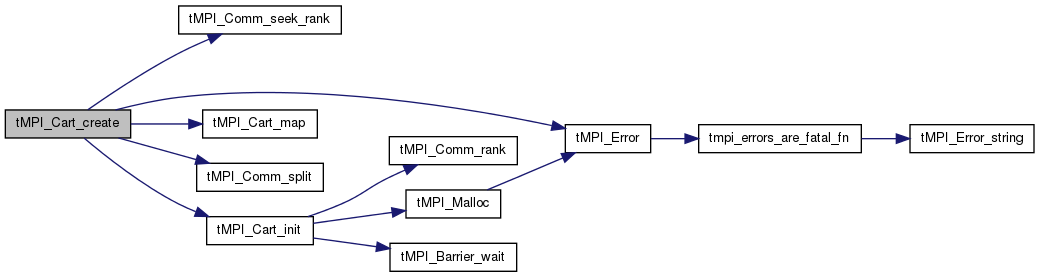 tMPI_Comm_seek_rank
tMPI_Cart_create
tMPI_Cart_map
tMPI_Error
tmpi_errors_are_fatal_fn
tMPI_Error_string
tMPI_Comm_rank
tMPI_Comm_split
tMPI_Malloc
tMPI_Cart_init
tMPI_Barrier_wait